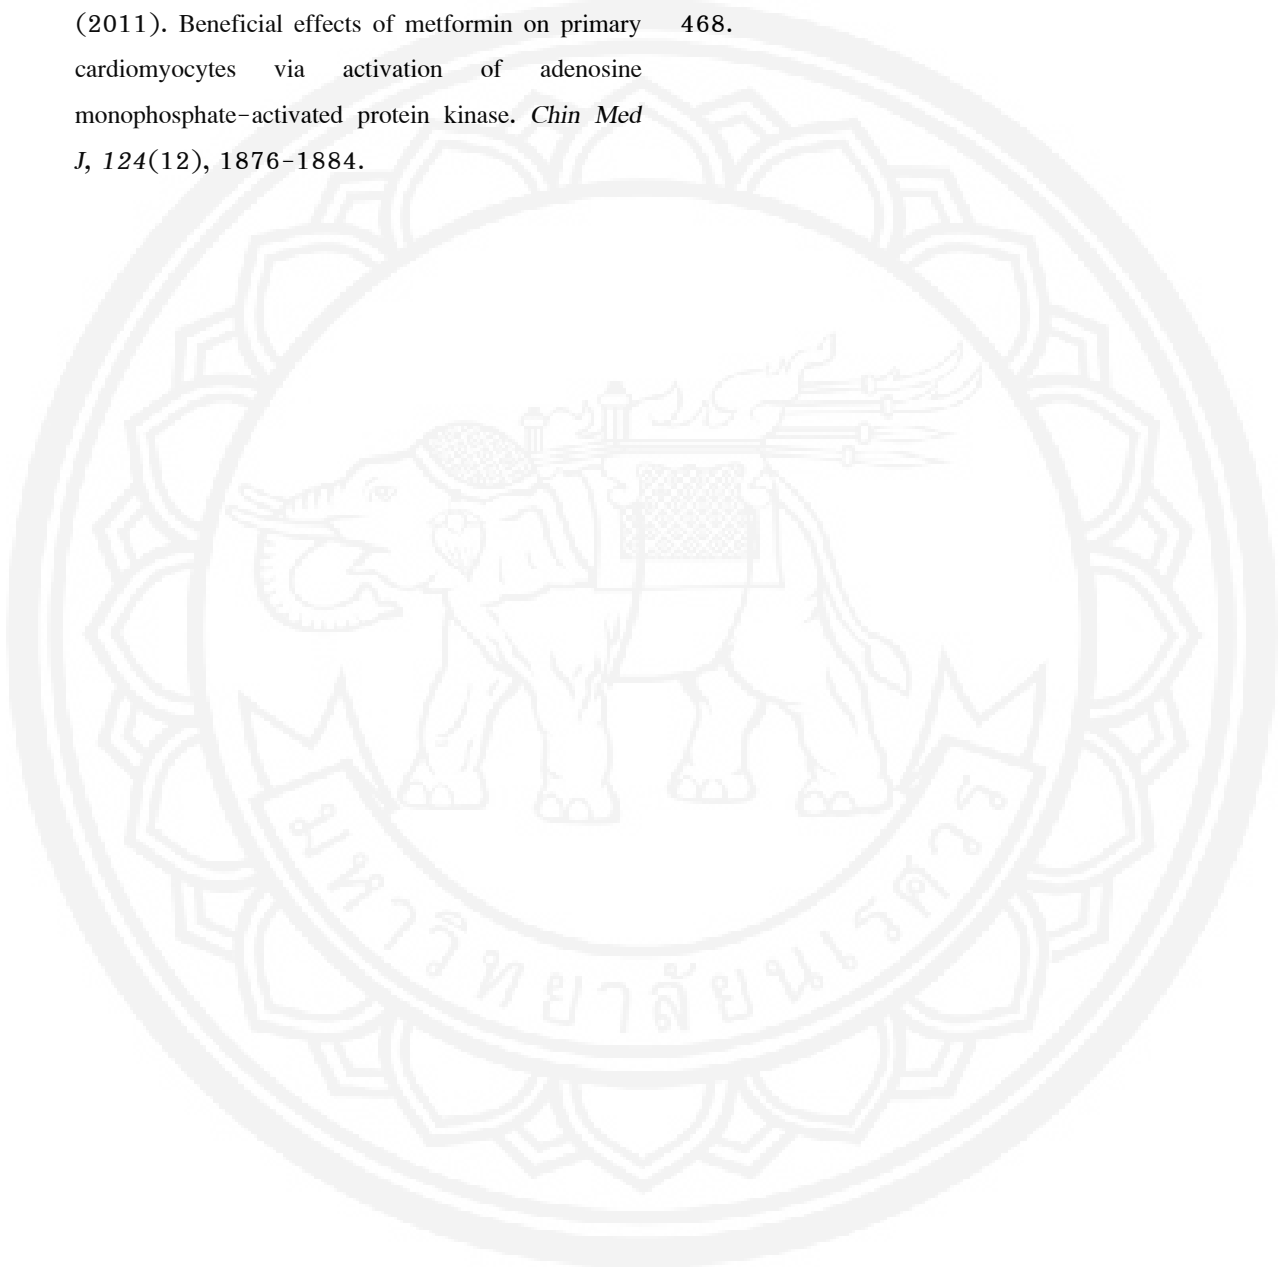 (2011). Beneficial effects of metformin on primary
cardiomyocytes via activation of adenosine
monophosphate-activated protein kinase. Chin Med
J, 124(12), 1876-1884.
468.
มหาวิทยาลัยนเรศวร